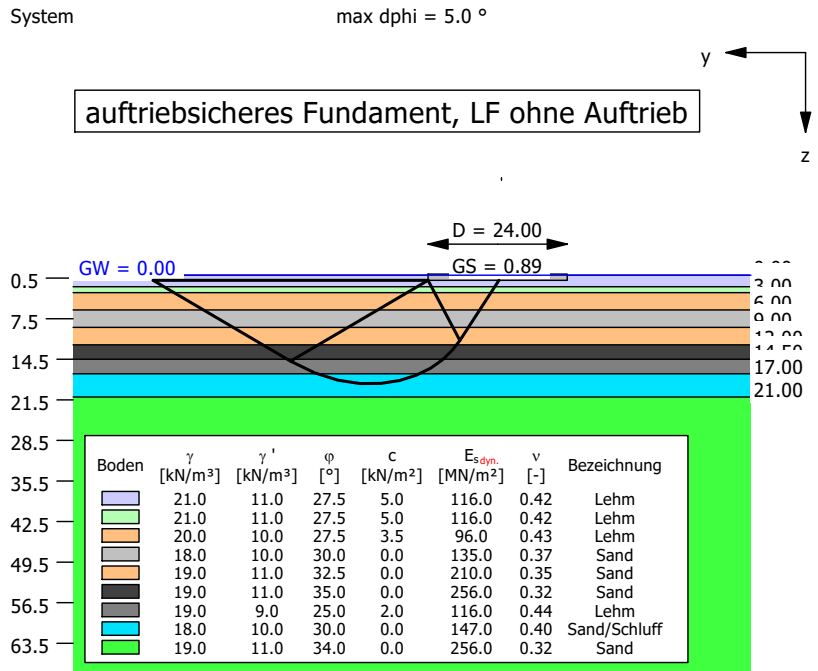 System max dphi = 5.0 °
y
auftriebsicheres Fundament, LF ohne Auftrieb
z
D = 24.00
GW = 0.00 GS = 0.89
0.5 3.00
6.00
7.5 9.00
12.00
14.5 14.50
17.00
21.00
21.5
28.5
35.5
42.5
49.5
56.5
63.5
Boden γ γ ' φ c Es dyn. ν Bezeichnung
[kN/m³] [kN/m³] [°] [kN/m²] [MN/m²] [-]
21.0 11.0 27.5 5.0 116.0 0.42 Lehm
21.0 11.0 27.5 5.0 116.0 0.42 Lehm
20.0 10.0 27.5 3.5 96.0 0.43 Lehm
18.0 10.0 30.0 0.0 135.0 0.37 Sand
19.0 11.0 32.5 0.0 210.0 0.35 Sand
19.0 11.0 35.0 0.0 256.0 0.32 Sand
19.0 9.0 25.0 2.0 116.0 0.44 Lehm
18.0 10.0 30.0 0.0 147.0 0.40 Sand/Schluff
19.0 11.0 34.0 0.0 256.0 0.32 Sand